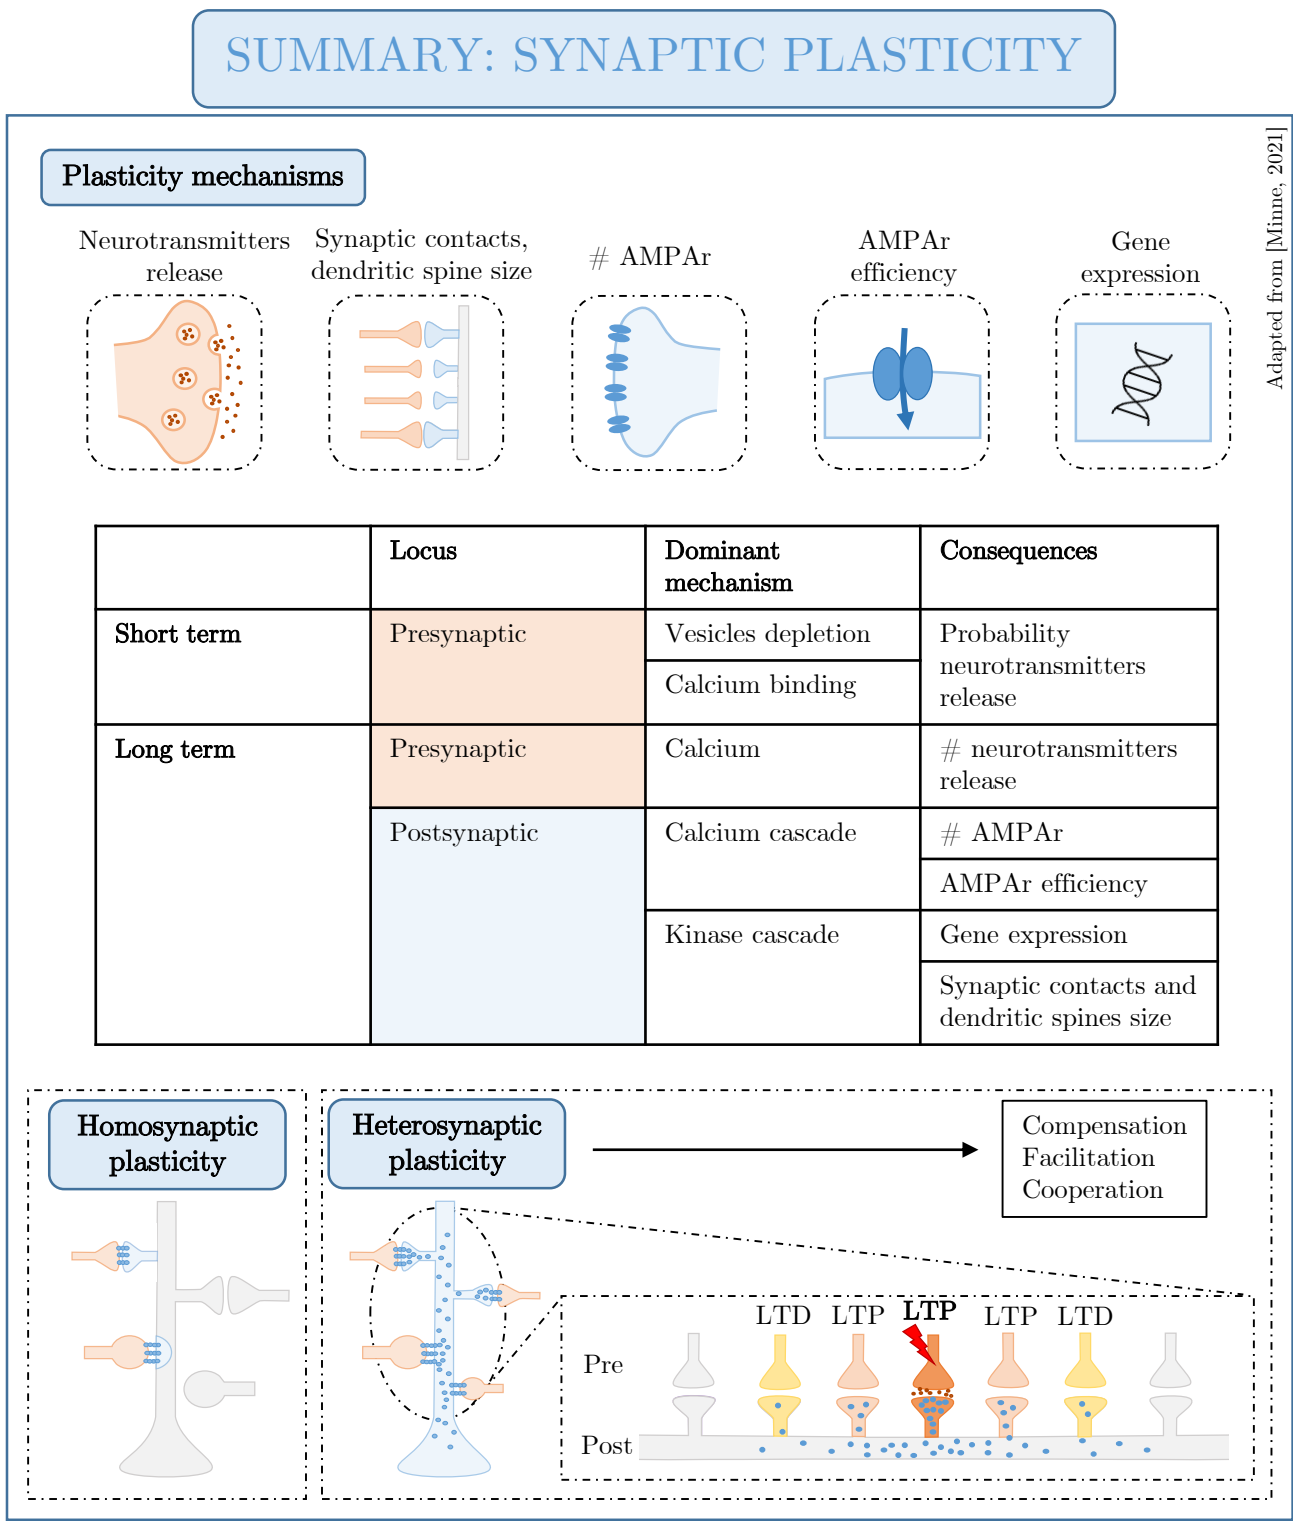 SUMMARY: SYNAPTIC PLASTICITY
Adapted from [Minne, 2021]
Plasticity mechanisms
Neurotransmitters
release
Synaptic contacts,
dendritic spine size
# AMPAr
AMPAr
efficiency
Gene
expression
Locus
Dominant
mechanism
Consequences
Short term
Presynaptic
Vesicles depletion
Calcium binding
Probability
neurotransmitters
release
Long term
Presynaptic
Calcium
# neurotransmitters
release
Postsynaptic
Calcium cascade
# AMPAr
AMPAr efficiency
Kinase cascade
Gene expression
Synaptic contacts and
dendritic spines size
Homosynaptic
plasticity
Heterosynaptic
plasticity
Compensation
Facilitation
Cooperation
LTD LTP LTP LTP LTD
Pre
Post